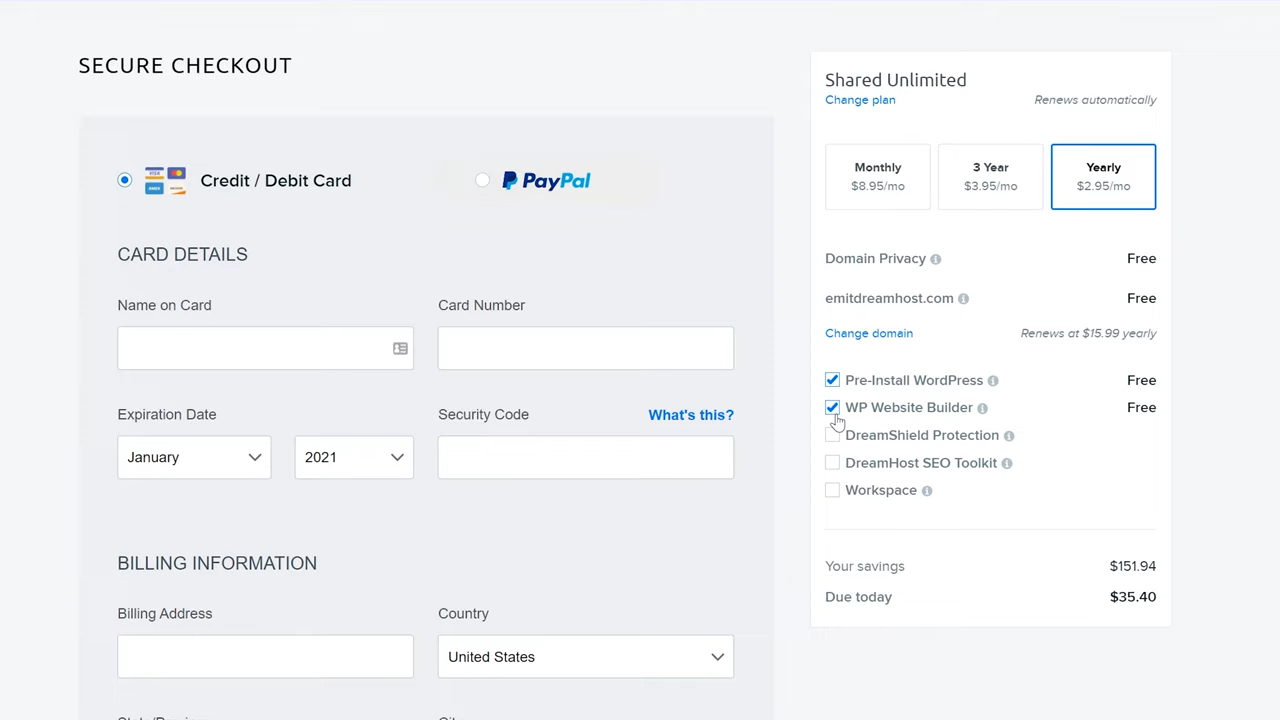 SECURE CHECKOUT
Credit / Debit Card
PayPal
CARD DETAILS
Name on Card
Card Number
Expiration Date
Security Code
What's this?
January
2021
BILLING INFORMATION
Billing Address
Country
United States
Shared Unlimited
Change plan
Renews automatically
Monthly
$8.95/mo
3 Year
$3.95/mo
Yearly
$2.95/mo
Domain Privacy
Free
emitdreamhost.com
Free
Change domain
Renews at $15.99 yearly
Pre-Install WordPress
Free
WP Website Builder
Free
DreamShield Protection
DreamHost SEO Toolkit
Workspace
Your savings
$151.94
Due today
$35.40